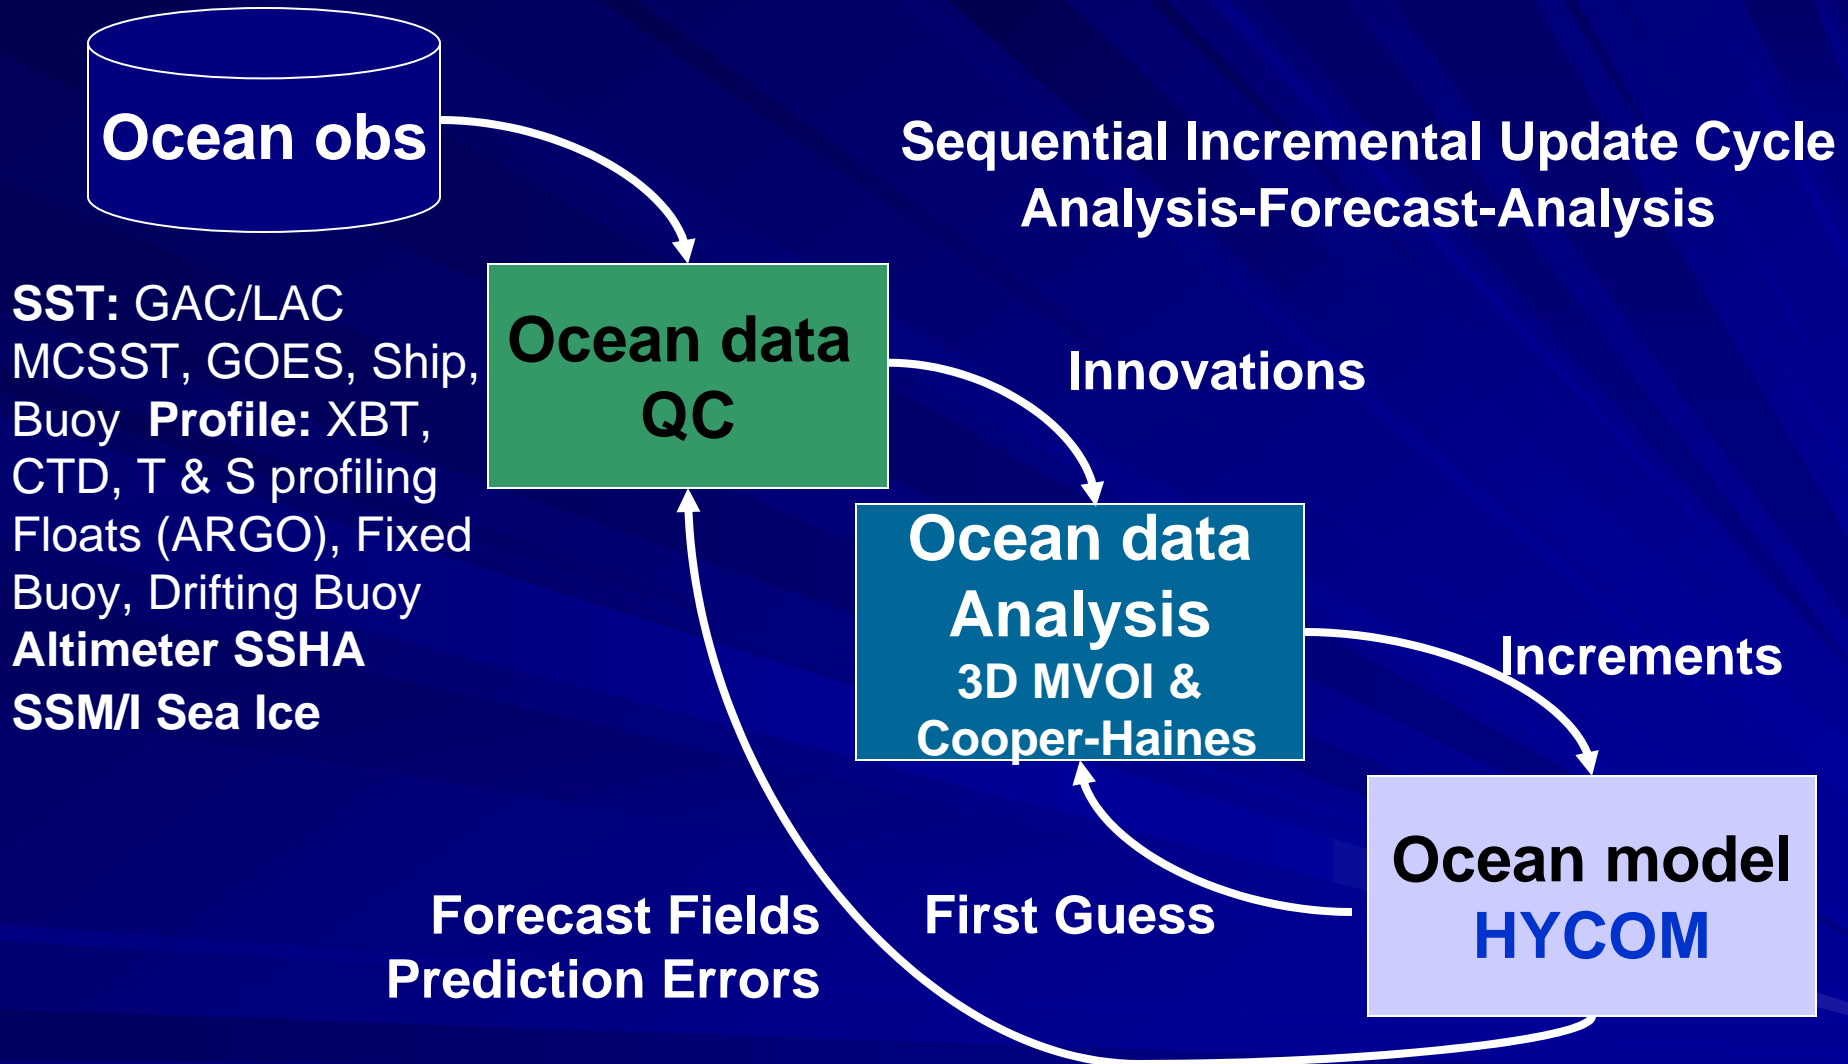 Ocean obs
Sequential Incremental Update Cycle
Analysis-Forecast-Analysis
SST: GAC/LAC
MCSST, GOES, Ship,
Buoy  Profile: XBT,
CTD, T & S profiling
Floats (ARGO), Fixed
Buoy, Drifting Buoy
Altimeter SSHA
SSM/I Sea Ice
Ocean data
QC
Innovations
Ocean data
Analysis
3D MVOI &
Cooper-Haines
Increments
Ocean model
HYCOM
First Guess
Forecast Fields
Prediction Errors